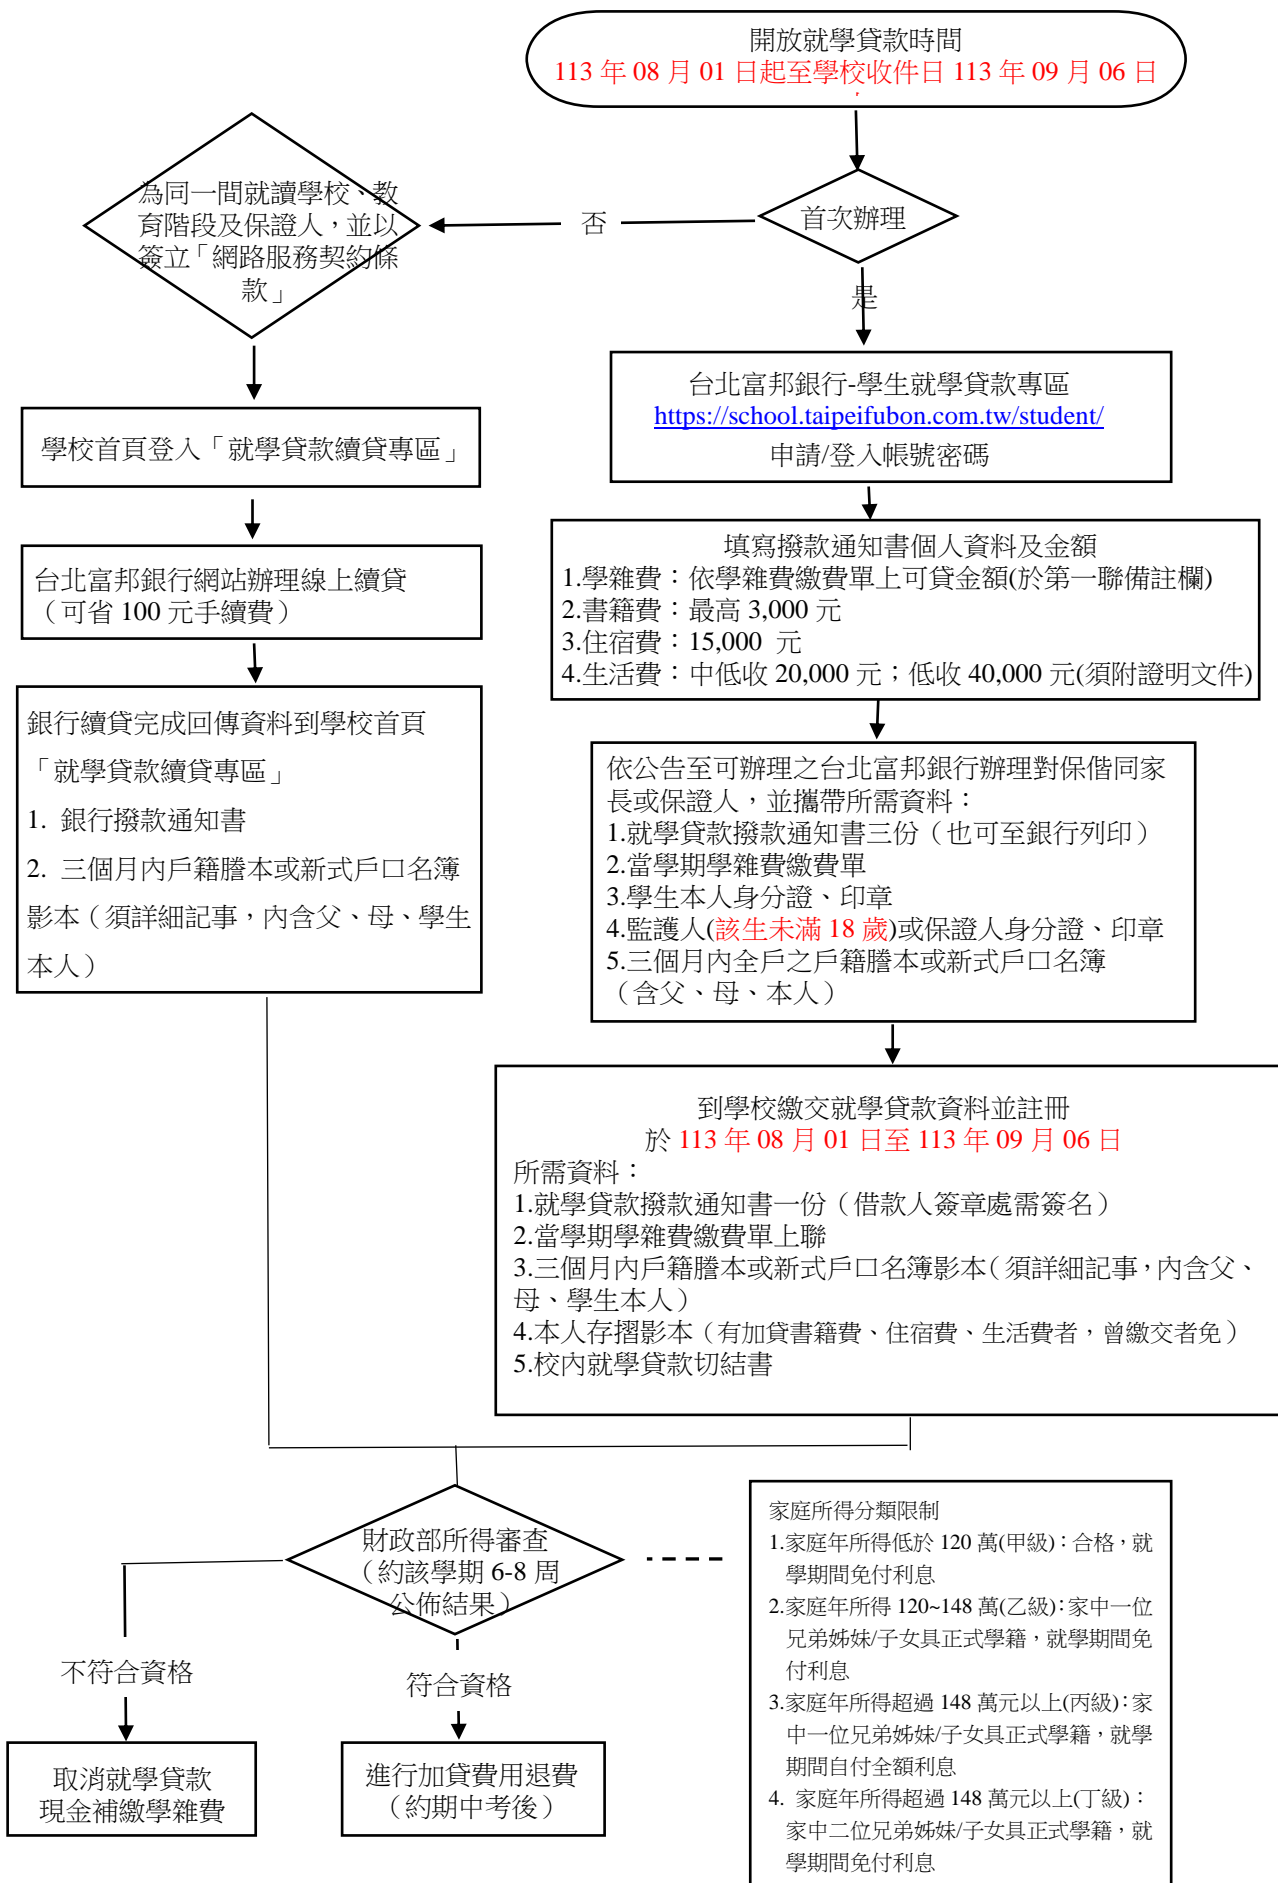 開放就學貸款時間
113 年 08 月 01 日起至學校收件日 113 年 09 月 06 日
首次辦理
否
是
為同一間就讀學校、教
育階段及保證人，並以
簽立「網路服務契約條
款」
學校首頁登入「就學貸款續貸專區」
台北富邦銀行網站辦理線上續貸
（可省 100 元手續費）
銀行續貸完成回傳資料到學校首頁
「就學貸款續貸專區」
1. 銀行撥款通知書
2. 三個月內戶籍謄本或新式戶口名簿
影本（須詳細記事，內含父、母、學生
本人）
台北富邦銀行-學生就學貸款專區
https://school.taipeifubon.com.tw/student/
申請/登入帳號密碼
填寫撥款通知書個人資料及金額
1.學雜費：依學雜費繳費單上可貸金額(於第一聯備註欄)
2.書籍費：最高 3,000 元
3.住宿費：15,000 元
4.生活費：中低收 20,000 元；低收 40,000 元(須附證明文件)
依公告至可辦理之台北富邦銀行辦理對保偕同家
長或保證人，並攜帶所需資料：
1.就學貸款撥款通知書三份（也可至銀行列印）
2.當學期學雜費繳費單
3.學生本人身分證、印章
4.監護人(該生未滿 18 歲)或保證人身分證、印章
5.三個月內全戶之戶籍謄本或新式戶口名簿
（含父、母、本人）
到學校繳交就學貸款資料並註冊
於 113 年 08 月 01 日至 113 年 09 月 06 日
所需資料：
1.就學貸款撥款通知書一份（借款人簽章處需簽名）
2.當學期學雜費繳費單上聯
3.三個月內戶籍謄本或新式戶口名簿影本（須詳細記事，內含父、
母、學生本人）
4.本人存摺影本（有加貸書籍費、住宿費、生活費者，曾繳交者免）
5.校內就學貸款切結書
財政部所得審查
（約該學期 6-8 周
公佈結果）
不符合資格
符合資格
取消就學貸款
現金補繳學雜費
進行加貸費用退費
（約期中考後）
家庭所得分類限制
1.家庭年所得低於 120 萬(甲級)：合格，就
學期間免付利息
2.家庭年所得 120~148 萬(乙級)：家中一位
兄弟姊妹/子女具正式學籍，就學期間免
付利息
3.家庭年所得超過 148 萬元以上(丙級)：家
中一位兄弟姊妹/子女具正式學籍，就學
期間自付全額利息
4. 家庭年所得超過 148 萬元以上(丁級)：
家中二位兄弟姊妹/子女具正式學籍，就
學期間免付利息